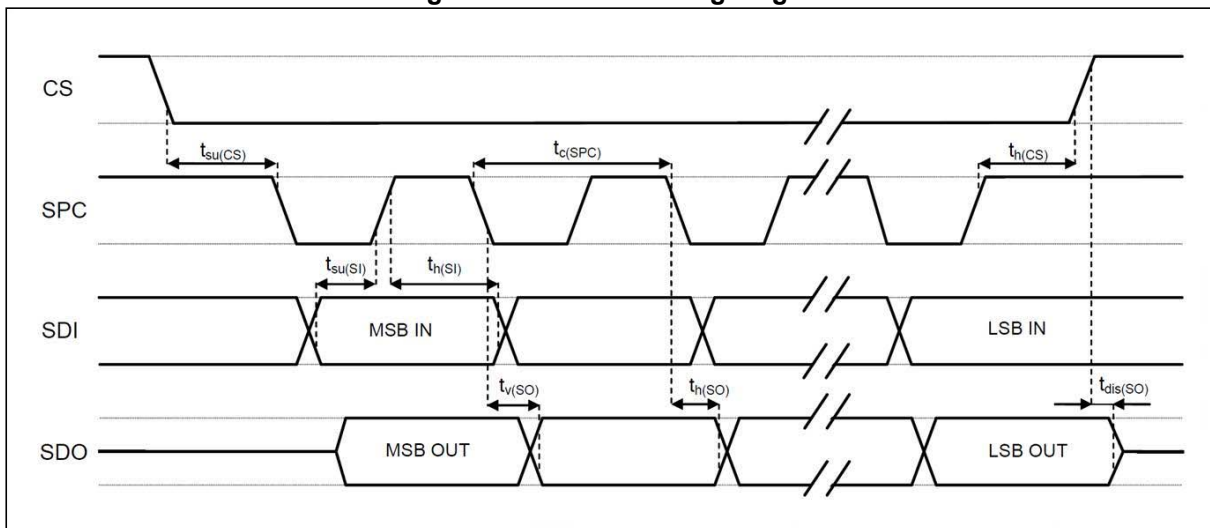 CS
t_su(CS) t_c(SPC) t_h(CS)
SPC
t_su(SI) t_h(SI)
SDI MSB IN LSB IN
t_v(SO) t_h(SO) t_dis(SO)
SDO MSB OUT LSB OUT